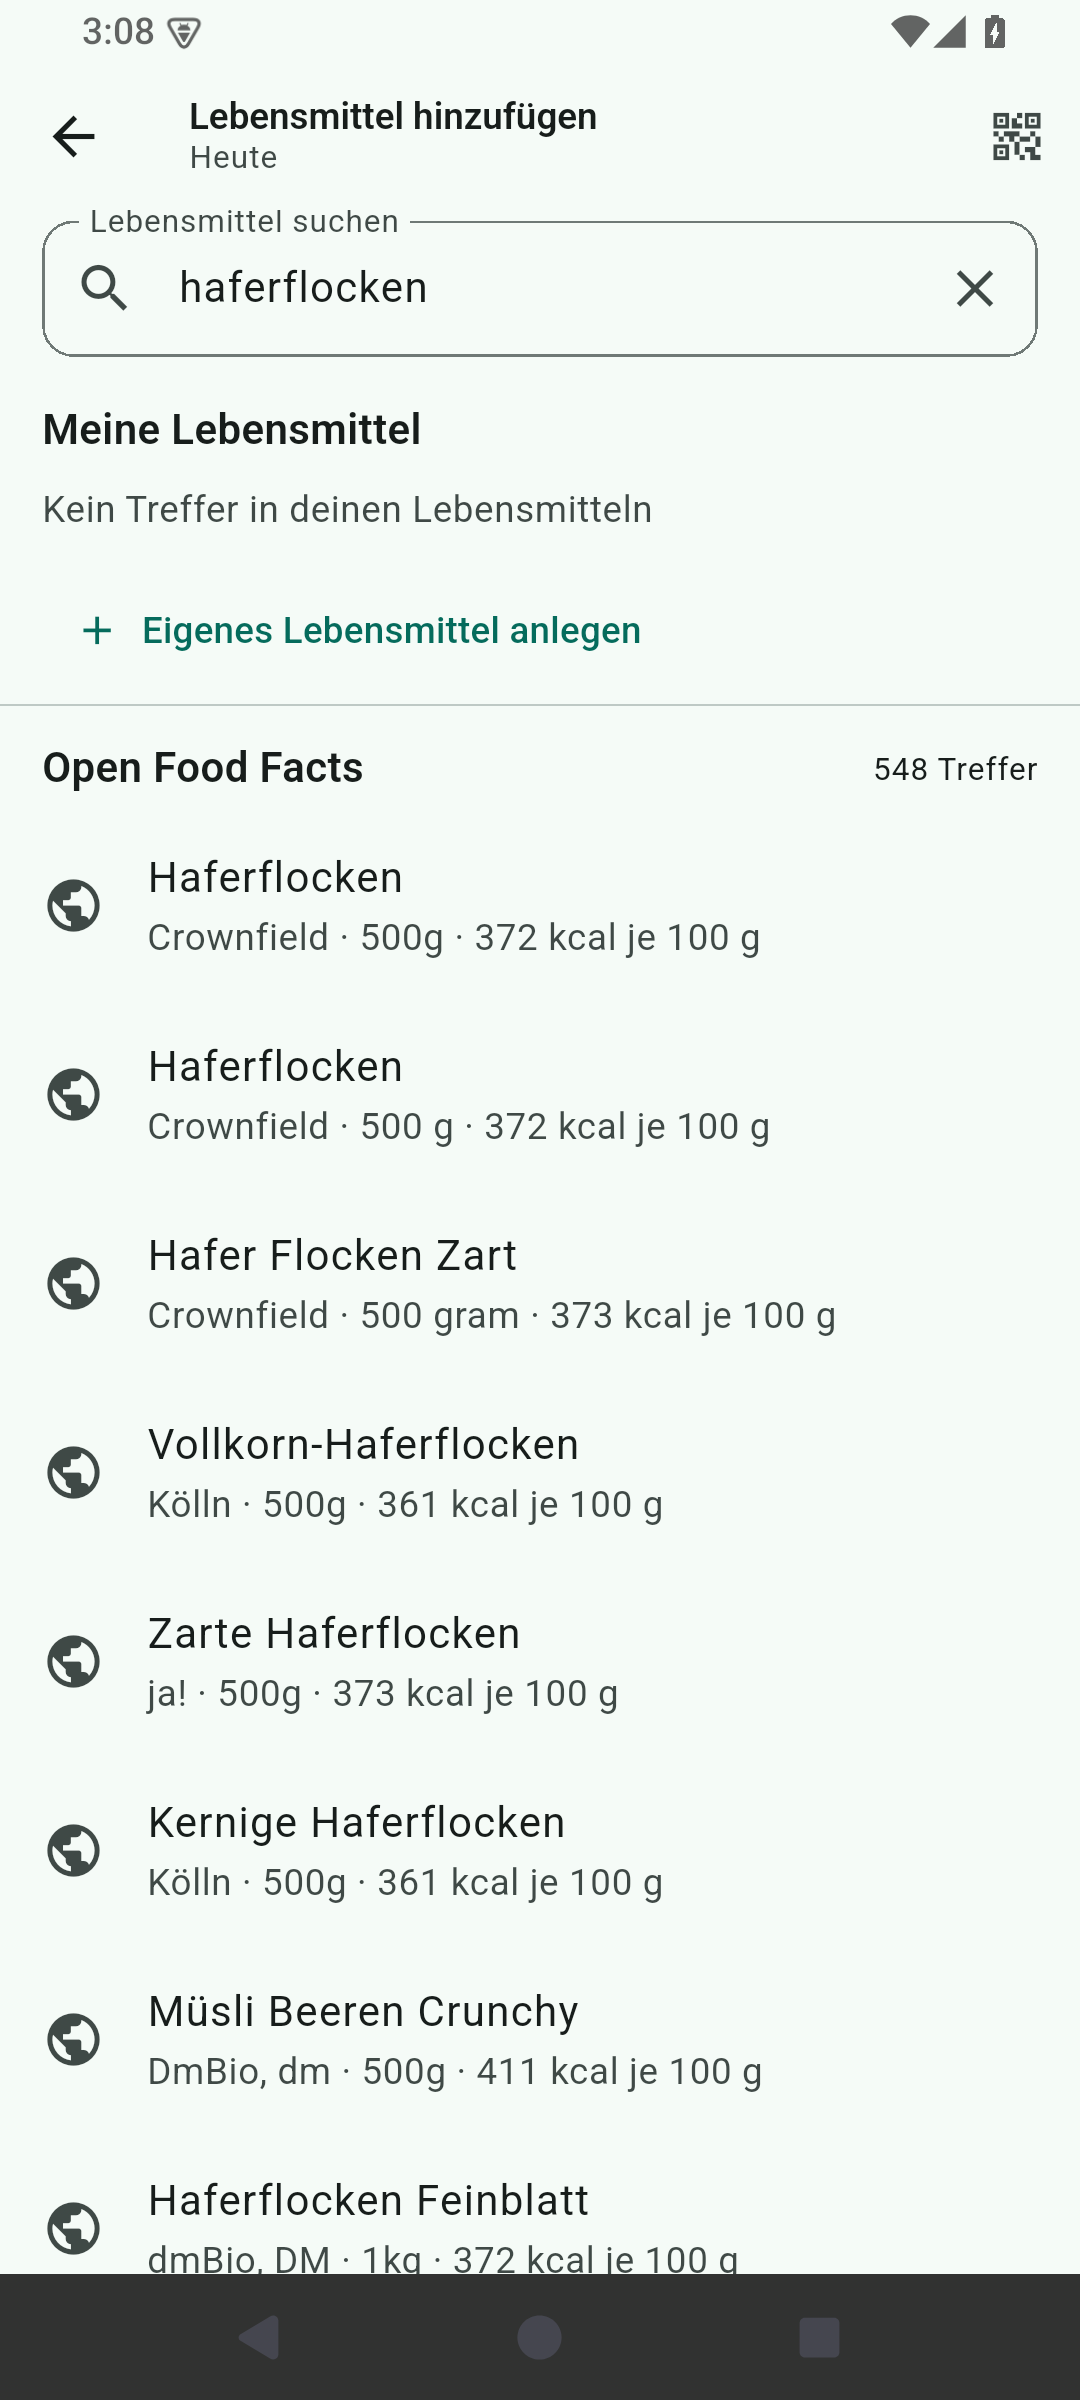 3:08
Lebensmittel hinzufügen
Heute
Lebensmittel suchen
haferflocken
Meine Lebensmittel
Kein Treffer in deinen Lebensmitteln
+ Eigenes Lebensmittel anlegen
Open Food Facts 548 Treffer
Haferflocken
Crownfield · 500g · 372 kcal je 100 g
Haferflocken
Crownfield · 500 g · 372 kcal je 100 g
Hafer Flocken Zart
Crownfield · 500 gram · 373 kcal je 100 g
Vollkorn-Haferflocken
Kölln · 500g · 361 kcal je 100 g
Zarte Haferflocken
ja! · 500g · 373 kcal je 100 g
Kernige Haferflocken
Kölln · 500g · 361 kcal je 100 g
Müsli Beeren Crunchy
DmBio, dm · 500g · 411 kcal je 100 g
Haferflocken Feinblatt
dmBio, DM · 1kg · 372 kcal je 100 g